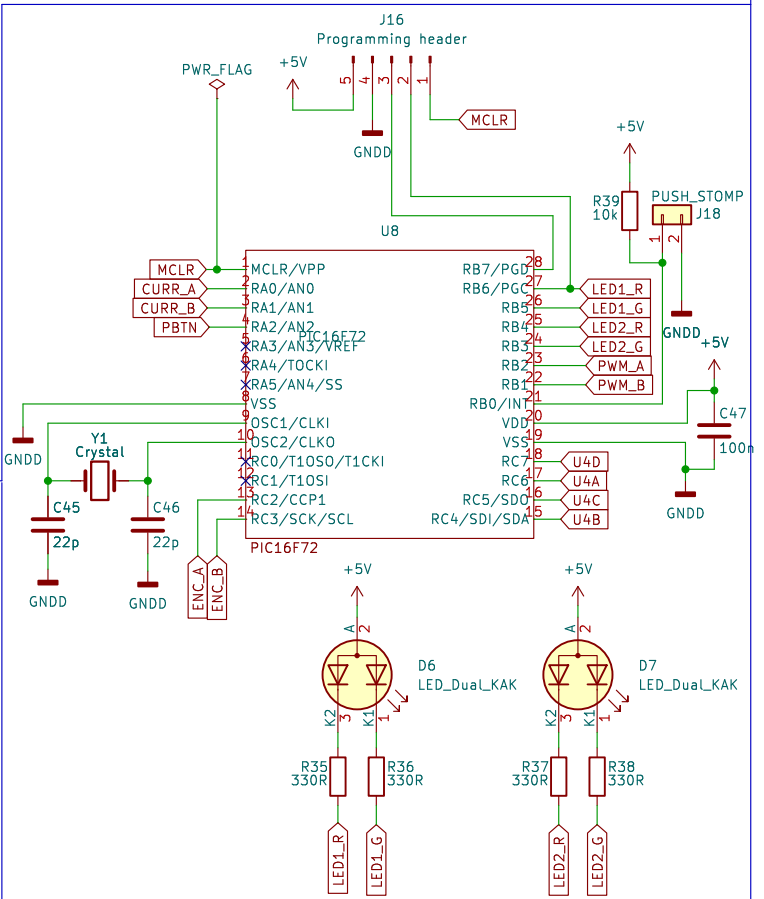 J16
Programming header
PWR_FLAG
+5V
5
4
3
2
1
MCLR
GNDD
+5V
R39
10k
PUSH_STOMP
J18
1
2
GNDD
U8
MCLR
1
MCLR/VPP
CURR_A
2
RA0/AN0
CURR_B
3
RA1/AN1
PBTN
4
RA2/AN2
PIC16F72
5
RA3/AN3/VREF
6
RA4/TOCKI
7
RA5/AN4/SS
8
VSS
9
OSC1/CLKI
10
OSC2/CLKO
11
RC0/T1OSO/T1CKI
12
RC1/T1OSI
13
RC2/CCP1
14
RC3/SCK/SCL
RB7/PGD
28
RB6/PGC
27
LED1_R
RB5
26
LED1_G
RB4
25
LED2_R
RB3
24
LED2_G
RB2
23
PWM_A
RB1
22
PWM_B
RB0/INT
21
VDD
20
VSS
19
RC7
18
U4D
RC6
17
U4A
RC5/SDO
16
U4C
RC4/SDI/SDA
15
U4B
PIC16F72
+5V
C47
100n
GNDD
GNDD
Y1
Crystal
C45
22p
GNDD
C46
22p
GNDD
ENC_A
ENC_B
+5V
A
2
D6
LED_Dual_KAK
K2
3
K1
1
R35
330R
R36
330R
LED1_R
LED1_G
+5V
A
2
D7
LED_Dual_KAK
K2
3
K1
1
R37
330R
R38
330R
LED2_R
LED2_G